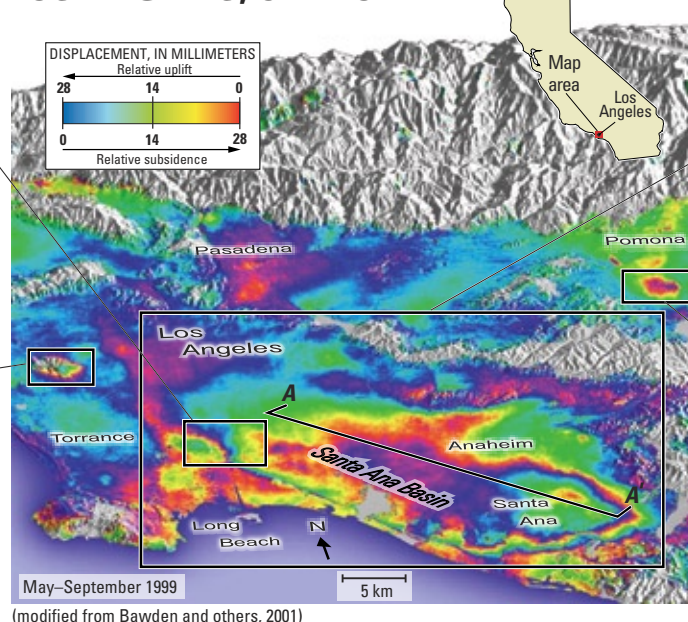 DISPLACEMENT, IN MILLIMETERS
Relative uplift
28 14 0
0 14 28
Relative subsidence
Map
area
Los
Angeles
Pasadena
Pomona
Los
Angeles
A
Torrance
Anaheim
Santa Ana Basin
Santa
Ana
A'
Long
Beach
N
May–September 1999
5 km
(modified from Bawden and others, 2001)